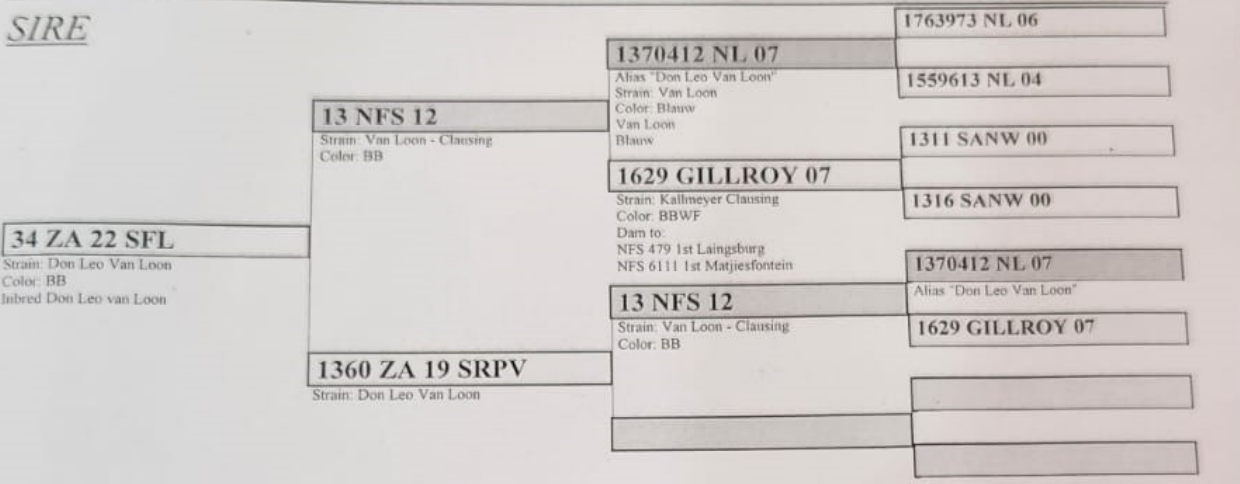 SIRE
34 ZA 22 SFL
Strain: Don Leo Van Loon
Color: BB
Inbred Don Leo van Loon
13 NFS 12
Strain: Van Loon - Clausing
Color: BB
1360 ZA 19 SRPV
Strain: Don Leo Van Loon
1370412 NL 07
Alias "Don Leo Van Loon"
Strain: Van Loon
Color: Blauw
Van Loon
Blauw
1629 GILLROY 07
Strain: Kallmeyer Clausing
Color: BBWF
Dam to:
NFS 479 1st Laingsburg
NFS 6111 1st Matjiesfontein
13 NFS 12
Strain: Van Loon - Clausing
Color: BB
1763973 NL 06
1559613 NL 04
1311 SANW 00
1316 SANW 00
1370412 NL 07
Alias "Don Leo Van Loon"
1629 GILLROY 07